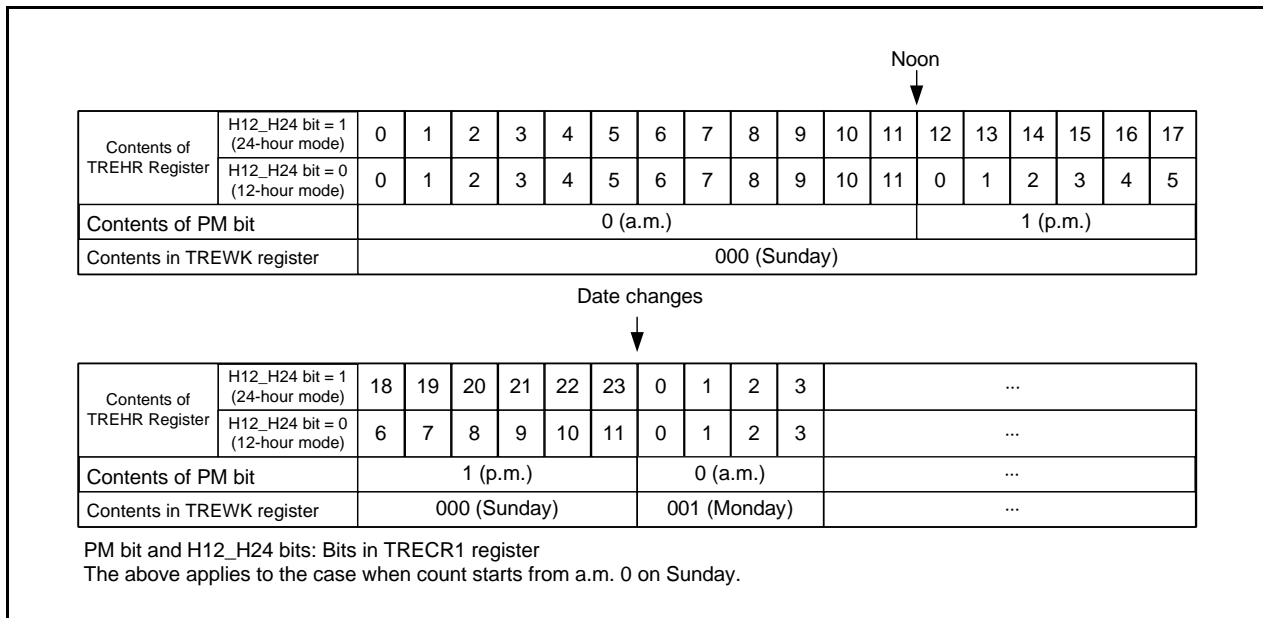 Noon
Contents of
TREHR Register
H12_H24 bit = 1
(24-hour mode)
0 1 2 3 4 5 6 7 8 9 10 11 12 13 14 15 16 17
H12_H24 bit = 0
(12-hour mode)
0 1 2 3 4 5 6 7 8 9 10 11 0 1 2 3 4 5
Contents of PM bit 0 (a.m.) 1 (p.m.)
Contents in TREWK register 000 (Sunday)
Date changes
Contents of
TREHR Register
H12_H24 bit = 1
(24-hour mode)
18 19 20 21 22 23 0 1 2 3 ...
H12_H24 bit = 0
(12-hour mode)
6 7 8 9 10 11 0 1 2 3 ...
Contents of PM bit 1 (p.m.) 0 (a.m.) ...
Contents in TREWK register 000 (Sunday) 001 (Monday) ...
PM bit and H12_H24 bits: Bits in TRECR1 register
The above applies to the case when count starts from a.m. 0 on Sunday.